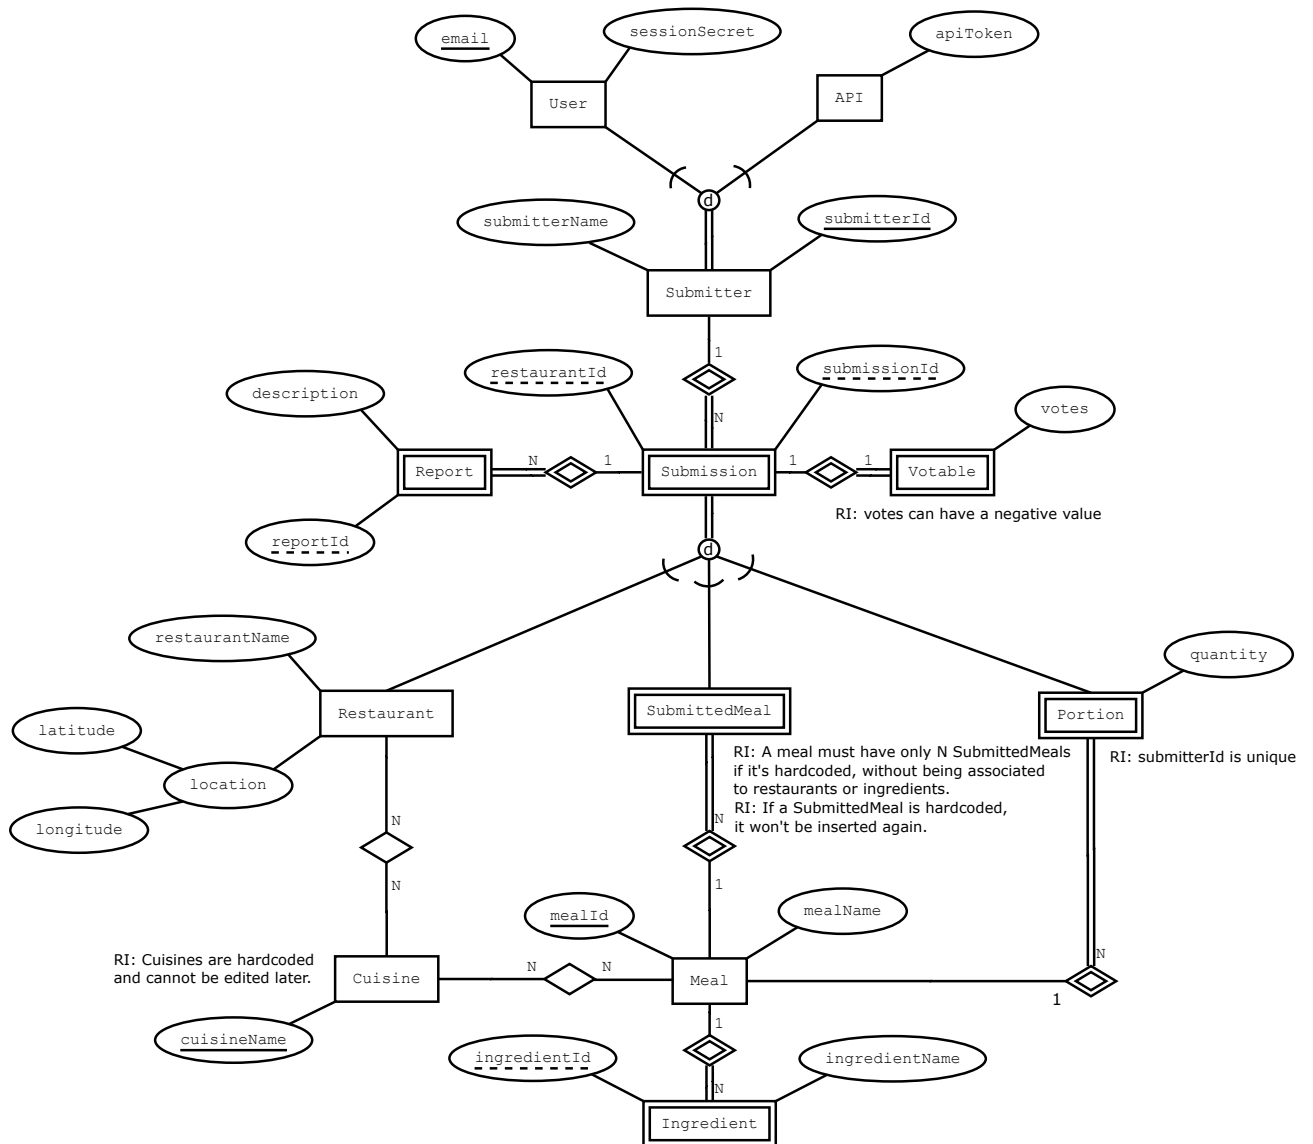 email
sessionSecret
apiToken
User
API
d
submitterName
submitterId
Submitter
1
restaurantId
submissionId
description
votes
N
Report
N
1
Submission
1
1
Votable
RI: votes can have a negative value
reportId
d
restaurantName
quantity
latitude
Restaurant
SubmittedMeal
Portion
location
longitude
RI: A meal must have only N SubmittedMeals
if it's hardcoded, without being associated
to restaurants or ingredients.
RI: If a SubmittedMeal is hardcoded,
it won't be inserted again.
RI: submitterId is unique
N
N
N
1
mealId
mealName
RI: Cuisines are hardcoded
and cannot be edited later.
Cuisine
N
N
Meal
N
1
cuisineName
1
ingredientId
ingredientName
N
Ingredient